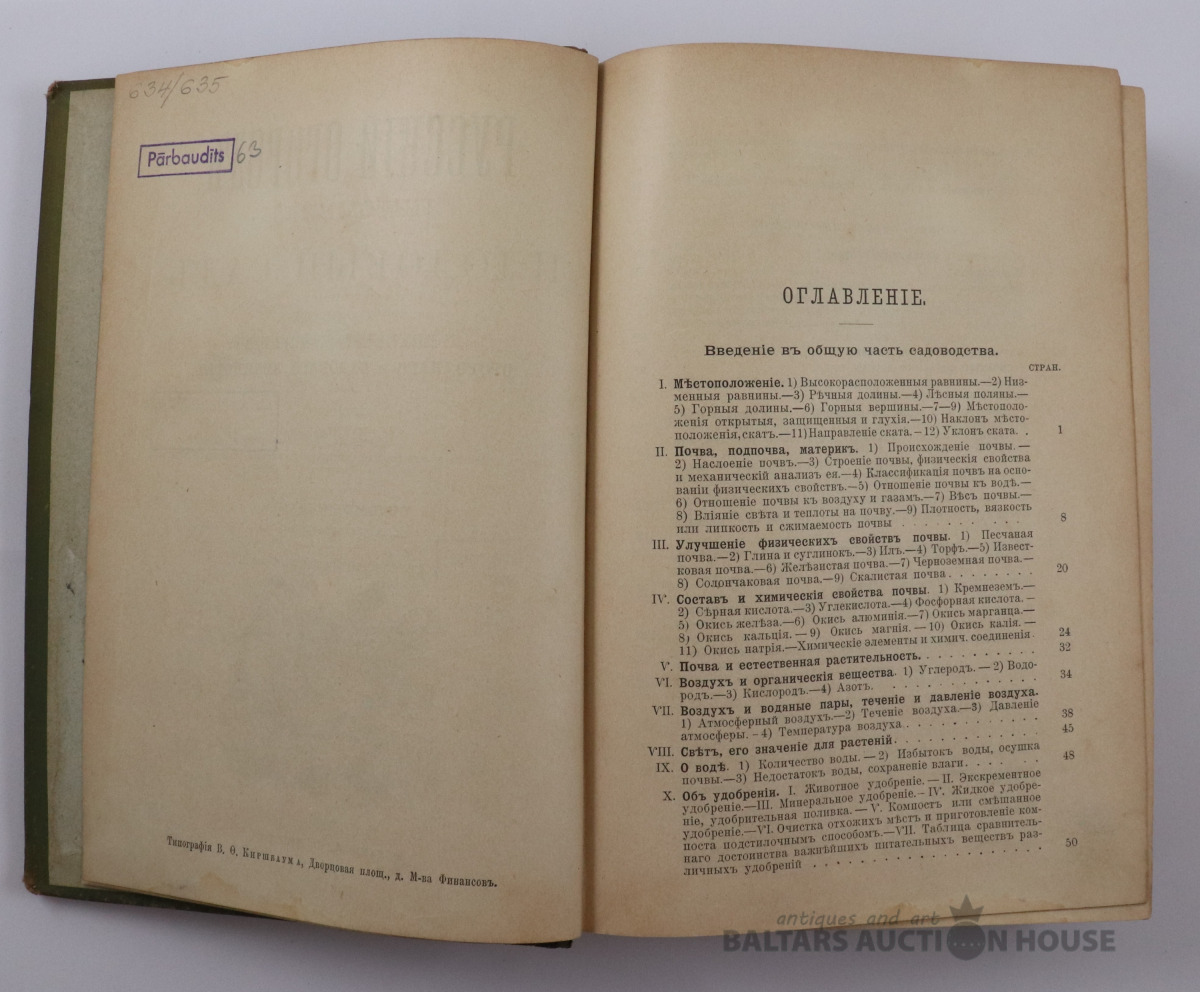 634/635
Pārbaudīts 63
Типографія В. Ѳ. Киршбаума, Дворцовая площ., д. М-ва Финансовъ.
ОГЛАВЛЕНІЕ.
Введеніе въ общую часть садоводства.
СТРАН.
I. Мѣстоположеніе. 1) Высокорасположенныя равнины.—2) Низ-
менныя равнины.—3) Рѣчныя долины.—4) Лѣсныя поляны.—
5) Горныя долины.—6) Горныя вершины.—7—9) Мѣстополо-
женія открытыя, защищенныя и глухія.—10) Наклонъ мѣсто-
положенія, скатъ.—11) Направленіе ската.—12) Уклонъ ската. . 1
II. Почва, подпочва, материкъ. 1) Происхожденіе почвы.—
2) Наслоеніе почвъ.—3) Строеніе почвы, физическія свойства
и механическій анализъ ея.—4) Классификація почвъ на осно-
ваніи физическихъ свойствъ.—5) Отношеніе почвы къ водѣ.—
6) Отношеніе почвы къ воздуху и газамъ.—7) Вѣсъ почвы.—
8) Вліяніе свѣта и теплоты на почву.—9) Плотность, вязкость
или липкость и сжимаемость почвы . . . . . . . . . . 8
III. Улучшеніе физическихъ свойствъ почвы. 1) Песчаная
почва.—2) Глина и суглинокъ.—3) Илъ.—4) Торфъ.—5) Извест-
ковая почва.—6) Желѣзистая почва.—7) Черноземная почва.—
8) Солончаковая почва.—9) Скалистая почва . . . . . . . . 20
IV. Составъ и химическія свойства почвы. 1) Кремнеземъ.—
2) Сѣрная кислота.—3) Углекислота.—4) Фосфорная кислота.—
5) Окись желѣза.—6) Окись алюминія.—7) Окись марганца.—
8) Окись кальція.—9) Окись магнія.—10) Окись калія.—
11) Окись натрія.—Химическіе элементы и химич. соединенія. 24
V. Почва и естественная растительность. . . . . . . . . . . 32
VI. Воздухъ и органическія вещества. 1) Углеродъ.—2) Водо-
родъ.—3) Кислородъ.—4) Азотъ. . . . . . . . . . . . . . 34
VII. Воздухъ и водяные пары, теченіе и давленіе воздуха.
1) Атмосферный воздухъ.—2) Теченіе воздуха.—3) Давленіе
атмосферы.—4) Температура воздуха . . . . . . . . . . . 38
VIII. Свѣтъ, его значеніе для растеній . . . . . . . . . . . . 45
IX. О водѣ. 1) Количество воды.—2) Избытокъ воды, осушка
почвы.—3) Недостатокъ воды, сохраненіе влаги . . . . . . . 48
X. Объ удобреніи. I. Животное удобреніе.—II. Экскрементное
удобреніе.—III. Минеральное удобреніе.—IV. Жидкое удобре-
ніе, удобрительная поливка.—V. Компостъ или смѣшанное
удобреніе.—VI. Очистка отхожихъ мѣстъ и приготовленіе ком-
поста подстилочнымъ способомъ.—VII. Таблица сравнитель-
наго достоинства важнѣйшихъ питательныхъ веществъ раз-
личныхъ удобреній . . . . . . . . . . . . . . . . . . 50
antiques and art
BALTARS AUCTION HOUSE